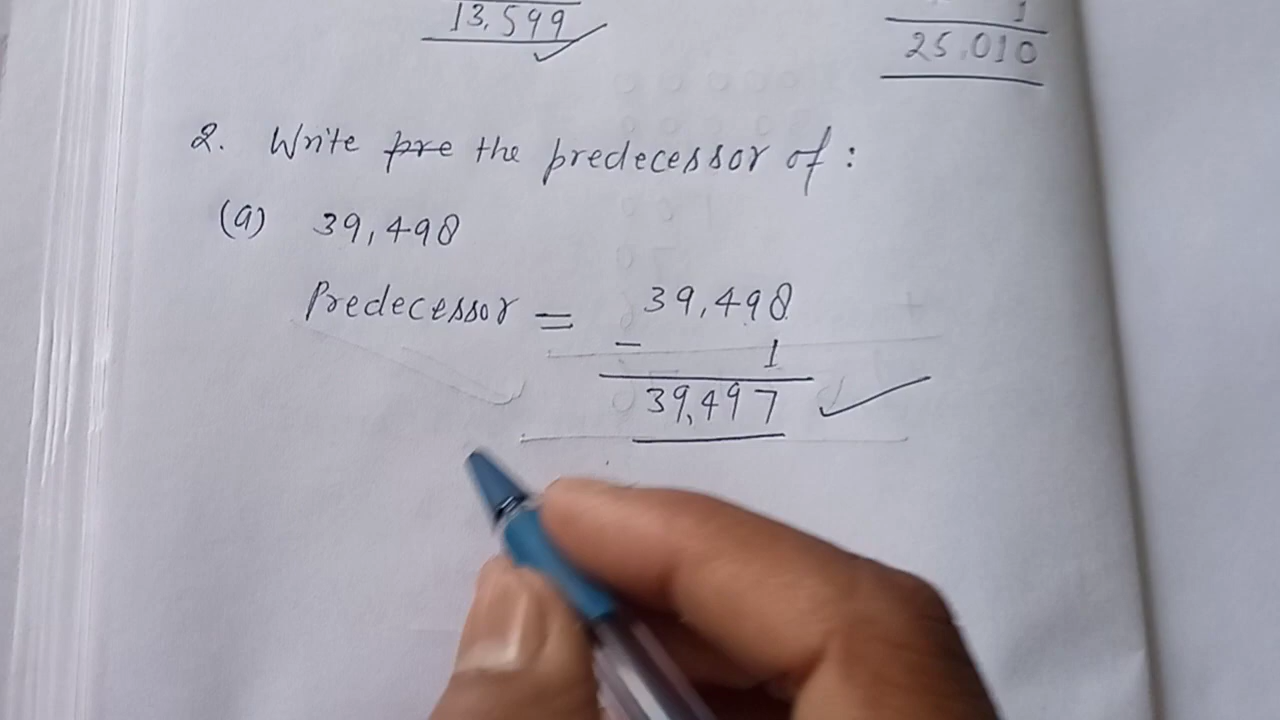 13,599
1
25,010
2. Write pre the predecessor of :
(a) 39,498
Predecessor = 39,498
- 1
39,497